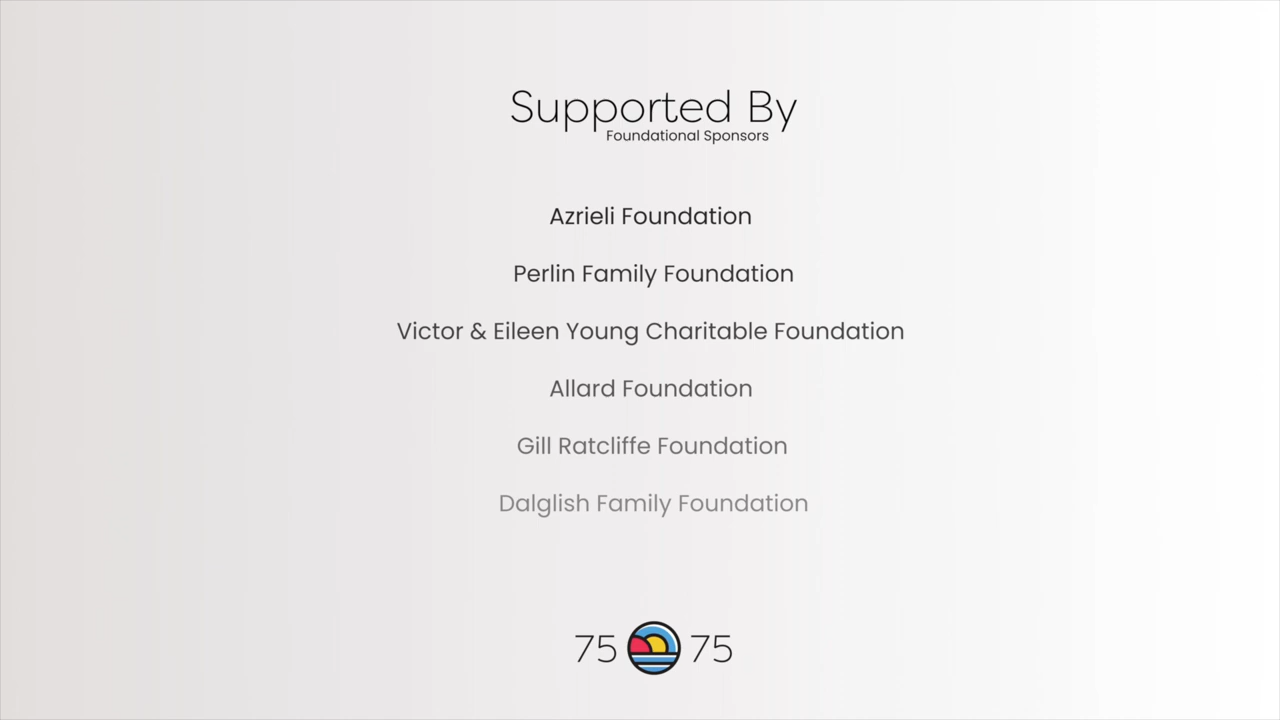 Supported By
Foundational Sponsors
Azrieli Foundation
Perlin Family Foundation
Victor & Eileen Young Charitable Foundation
Allard Foundation
Gill Ratcliffe Foundation
Dalglish Family Foundation
75 75